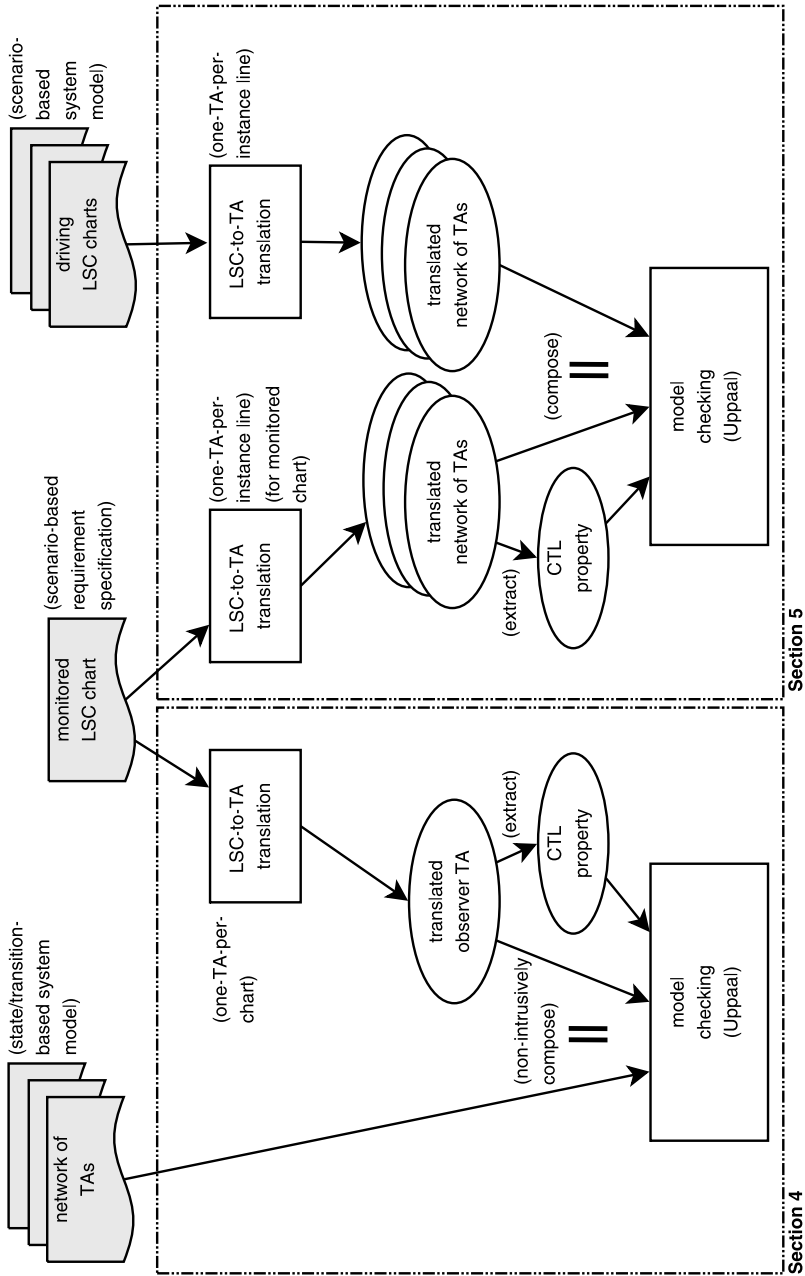 network of
TAs
(state/transition-
based system
model)
monitored
LSC chart
(scenario-based
requirement
specification)
driving
LSC charts
(scenario-
based
system
model)
(one-TA-per-
chart)
LSC-to-TA
translation
LSC-to-TA
translation
(one-TA-per-
instance line)
(for monitored
chart)
LSC-to-TA
translation
(one-TA-per-
instance line)
translated
observer TA
translated
network of TAs
translated
network of TAs
(non-intrusively
compose)
(extract)
CTL
property
(extract)
CTL
property
(compose)
model
checking
(Uppaal)
model
checking
(Uppaal)
Section 4
Section 5